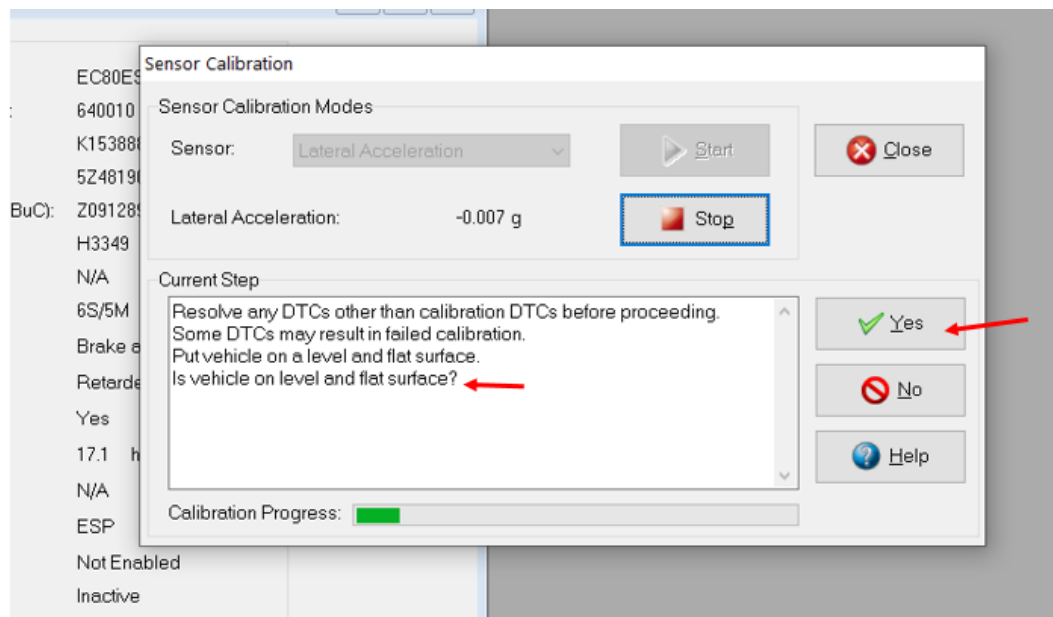 Sensor Calibration
EC80ES
Sensor Calibration Modes
: 640010
Sensor: Lateral Acceleration Start Close
K15388
5Z4819
BuC): Z09128
Lateral Acceleration: -0.007 g Stop
H3349
N/A
Current Step
6S/5M
Resolve any DTCs other than calibration DTCs before proceeding.
Some DTCs may result in failed calibration.
Put vehicle on a level and flat surface.
Is vehicle on level and flat surface?
Yes
Brake a
Retarde
No
Yes
17.1 h
Help
N/A
Calibration Progress:
ESP
Not Enabled
Inactive